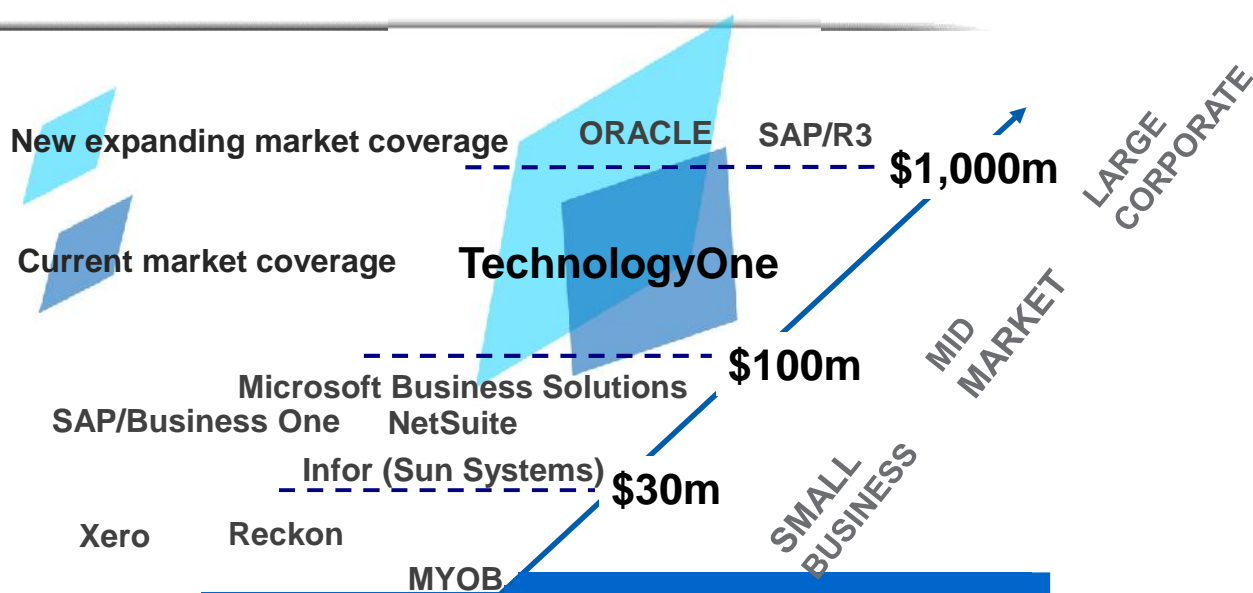 New expanding market coverage
ORACLE
SAP/R3
$1,000m
LARGE
CORPORATE
Current market coverage
TechnologyOne
MID
MARKET
$100m
Microsoft Business Solutions
SAP/Business One
NetSuite
Infor (Sun Systems)
$30m
SMALL
BUSINESS
Xero
Reckon
MYOB